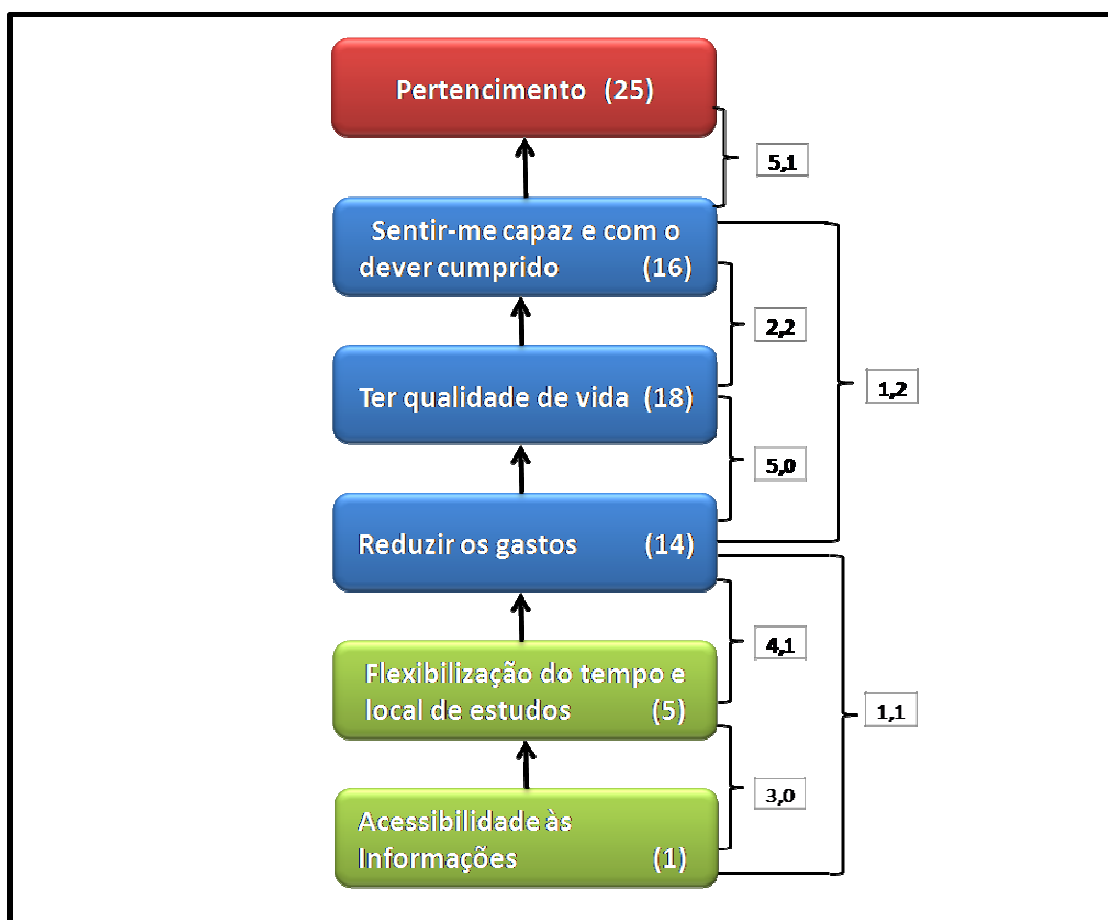 Pertencimento (25)
5,1
Sentir-me capaz e com o
dever cumprido (16)
2,2
Ter qualidade de vida (18)
1,2
5,0
Reduzir os gastos (14)
4,1
Flexibilização do tempo e
local de estudos (5)
1,1
3,0
Acessibilidade às
Informações (1)